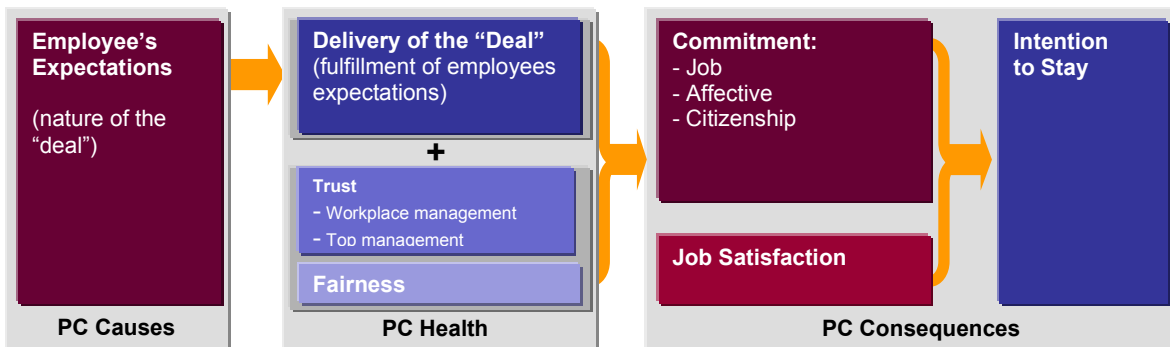 Employee's
Expectations
(nature of the
"deal")
PC Causes
Delivery of the “Deal”
(fulfillment of employees
expectations)
+
Trust
- Workplace management
- Top management
Fairness
PC Health
Commitment:
- Job
- Affective
- Citizenship
Job Satisfaction
Intention
to Stay
PC Consequences